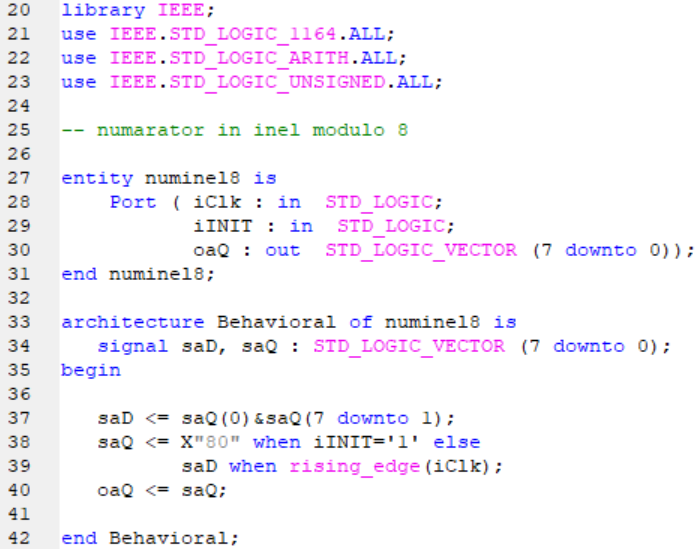 20 library IEEE;
21 use IEEE.STD_LOGIC_1164.ALL;
22 use IEEE.STD_LOGIC_ARITH.ALL;
23 use IEEE.STD_LOGIC_UNSIGNED.ALL;
24
25 -- numarator in inel modulo 8
26
27 entity numinel8 is
28     Port ( iClk : in  STD_LOGIC;
29            iINIT : in  STD_LOGIC;
30            oaQ : out  STD_LOGIC_VECTOR (7 downto 0));
31 end numinel8;
32
33 architecture Behavioral of numinel8 is
34    signal saD, saQ : STD_LOGIC_VECTOR (7 downto 0);
35 begin
36
37    saD <= saQ(0)&saQ(7 downto 1);
38    saQ <= X"80" when iINIT='1' else
39           saD when rising_edge(iClk);
40    oaQ <= saQ;
41
42 end Behavioral;